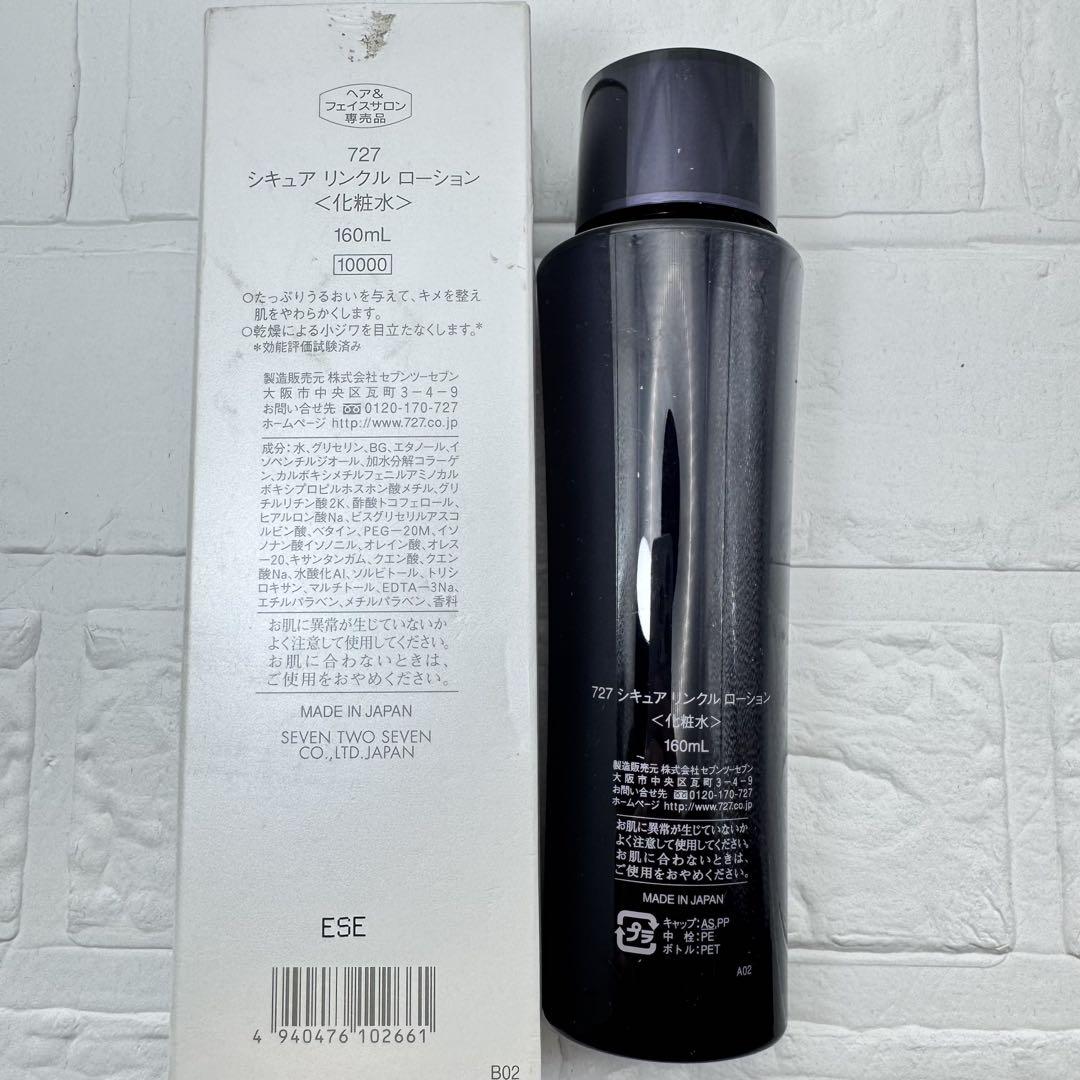 ヘア&
フェイスサロン
専売品
727
シキュア リンクル ローション
<化粧水>
160mL
10000
○たっぷりうるおいを与えて、キメを整え
肌をやわらかくします。
○乾燥による小ジワを目立たなくします。*
*効能評価試験済み
製造販売元 株式会社セブンツーセブン
大阪市中央区瓦町3-4-9
お問い合せ先 0120-170-727
ホームページ http://www.727.co.jp
成分:水、グリセリン、BG、エタノール、イ
ソペンチルジオール、加水分解コラーゲ
ン、カルボキシメチルフェニルアミノカル
ボキシプロピルホスホン酸メチル、グリ
チルリチン酸2K、酢酸トコフェロール、
ヒアルロン酸Na、ビスグリセリルアスコ
ルビン酸、ベタイン、PEG-20M、イソ
ノナン酸イソノニル、オレイン酸、オレス
-20、キサンタンガム、クエン酸、クエン
酸Na、水酸化Al、ソルビトール、トリシ
ロキサン、マルチトール、EDTA-3Na、
エチルパラベン、メチルパラベン、香料
お肌に異常が生じていないか
よく注意して使用してください。
お肌に合わないときは、
ご使用をおやめください。
MADE IN JAPAN
SEVEN TWO SEVEN
CO.,LTD.JAPAN
ESE
4 940476 102661
B02
727 シキュア リンクル ローション
<化粧水>
160mL
製造販売元 株式会社セブンツーセブン
大阪市中央区瓦町3-4-9
お問い合せ先 0120-170-727
ホームページ http://www.727.co.jp
お肌に異常が生じていないか
よく注意して使用してください。
お肌に合わないときは、
ご使用をおやめください。
MADE IN JAPAN
プラ
キャップ:AS,PP
中 栓:PE
ボトル:PET
A02